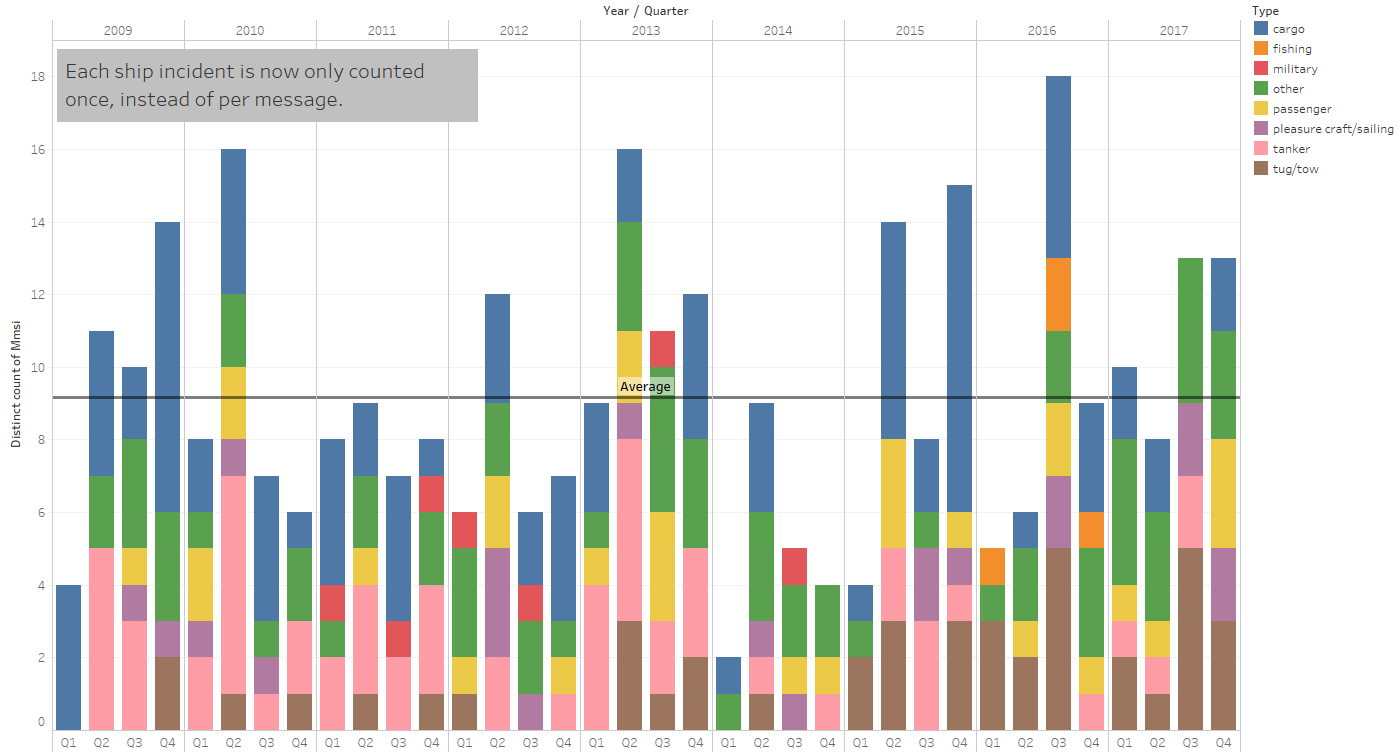 Year / Quarter
2009 2010 2011 2012 2013 2014 2015 2016 2017
Each ship incident is now only counted
once, instead of per message.
Type
cargo
fishing
military
other
passenger
pleasure craft/sailing
tanker
tug/tow
Distinct count of Mmsi
18
16
14
12
10
8
6
4
2
0
Average
Q1 Q2 Q3 Q4 Q1 Q2 Q3 Q4 Q1 Q2 Q3 Q4 Q1 Q2 Q3 Q4 Q1 Q2 Q3 Q4 Q1 Q2 Q3 Q4 Q1 Q2 Q3 Q4 Q1 Q2 Q3 Q4 Q1 Q2 Q3 Q4